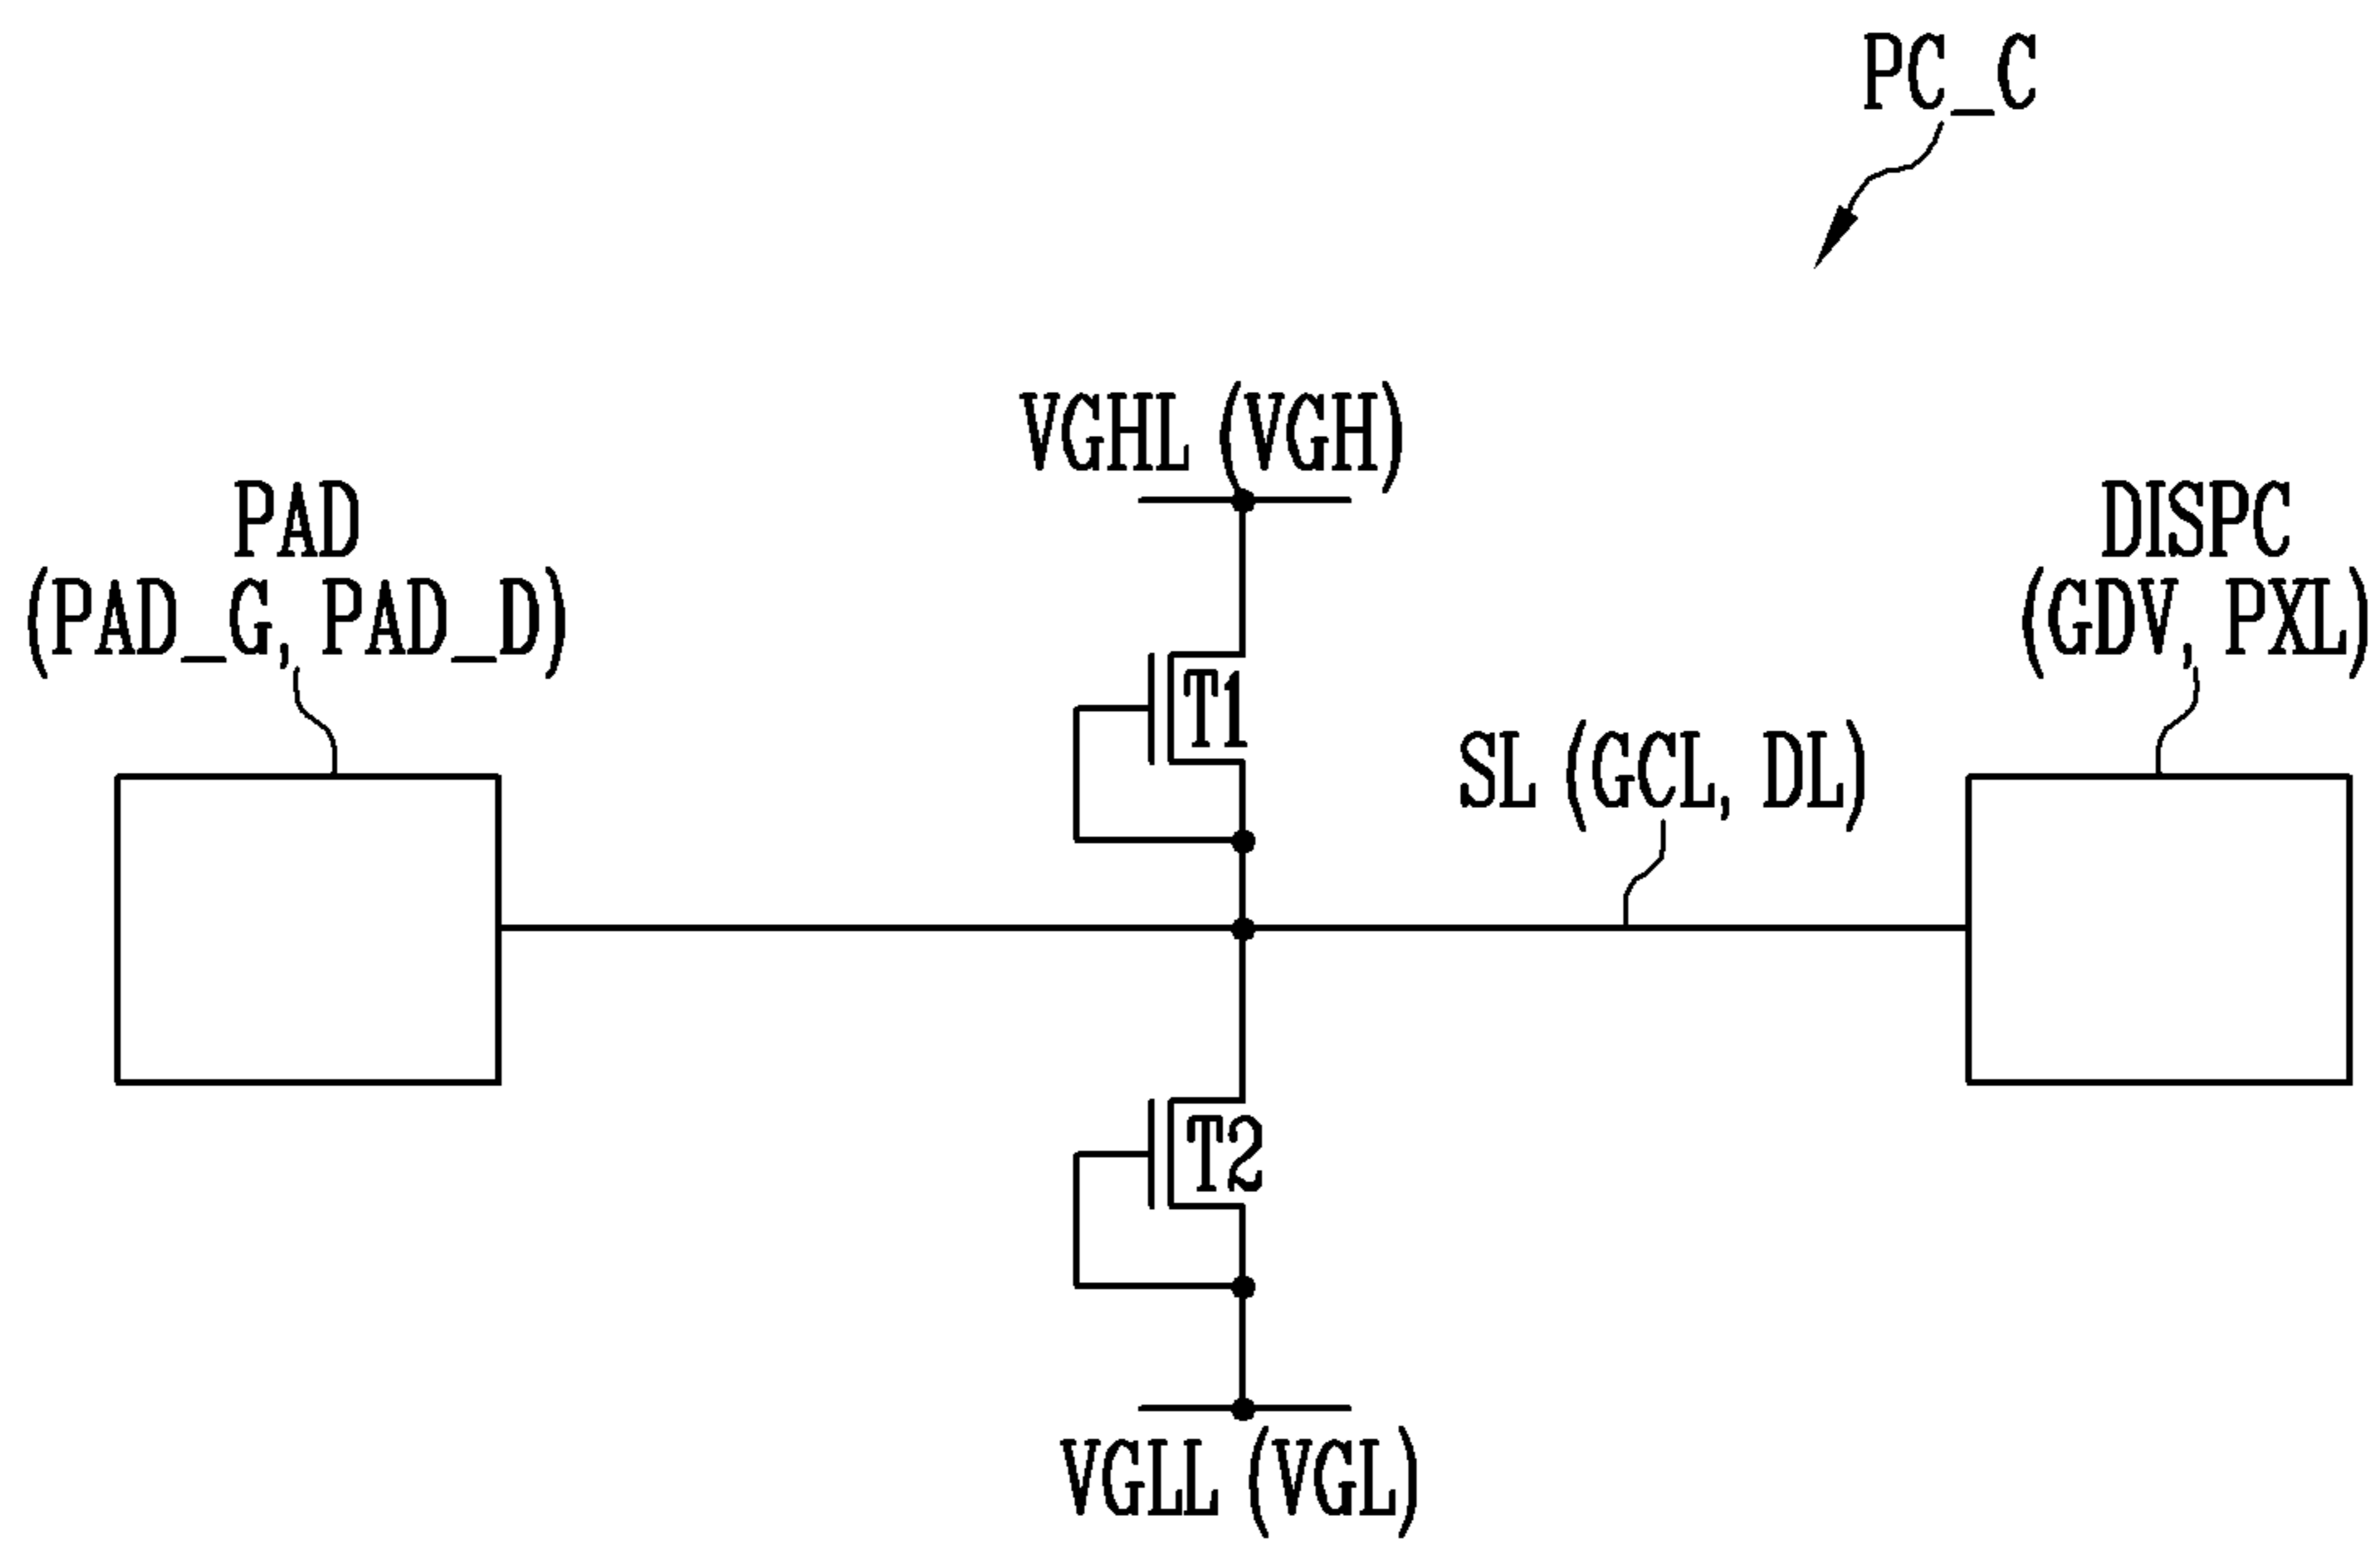 PC_C
VGHL (VGH)
PAD
(PAD_G, PAD_D)
DISPC
(GDV, PXL)
T1
SL (GCL, DL)
T2
VGLL (VGL)